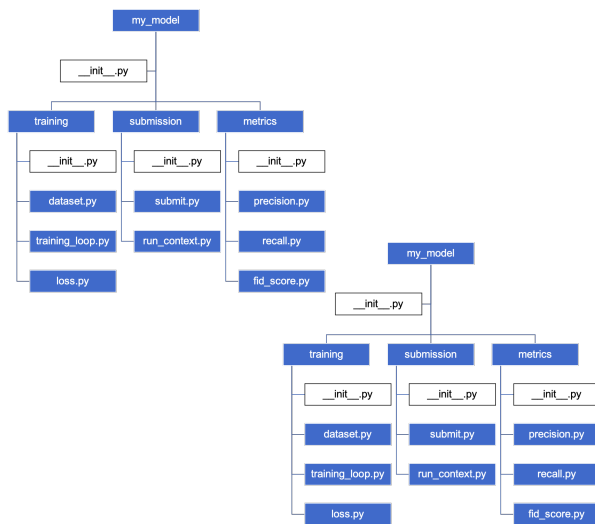 my_model
__init__.py
training
submission
metrics
__init__.py
__init__.py
__init__.py
dataset.py
submit.py
precision.py
training_loop.py
run_context.py
recall.py
loss.py
fid_score.py
my_model
__init__.py
training
submission
metrics
__init__.py
__init__.py
__init__.py
dataset.py
submit.py
precision.py
training_loop.py
run_context.py
recall.py
loss.py
fid_score.py